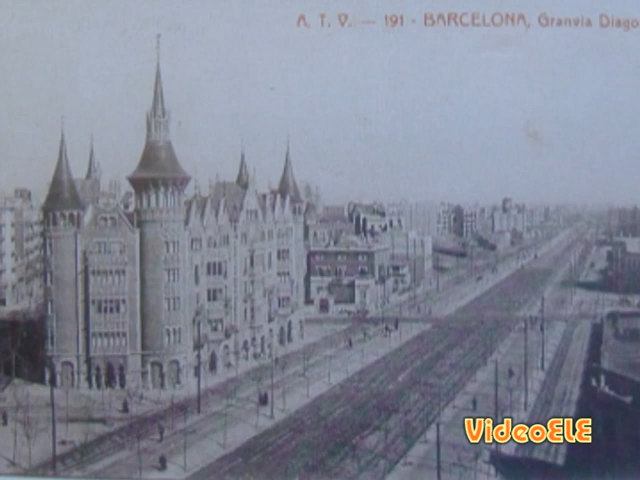 A. T. V. — 191 - BARCELONA, Granvia Diago
VideoELE